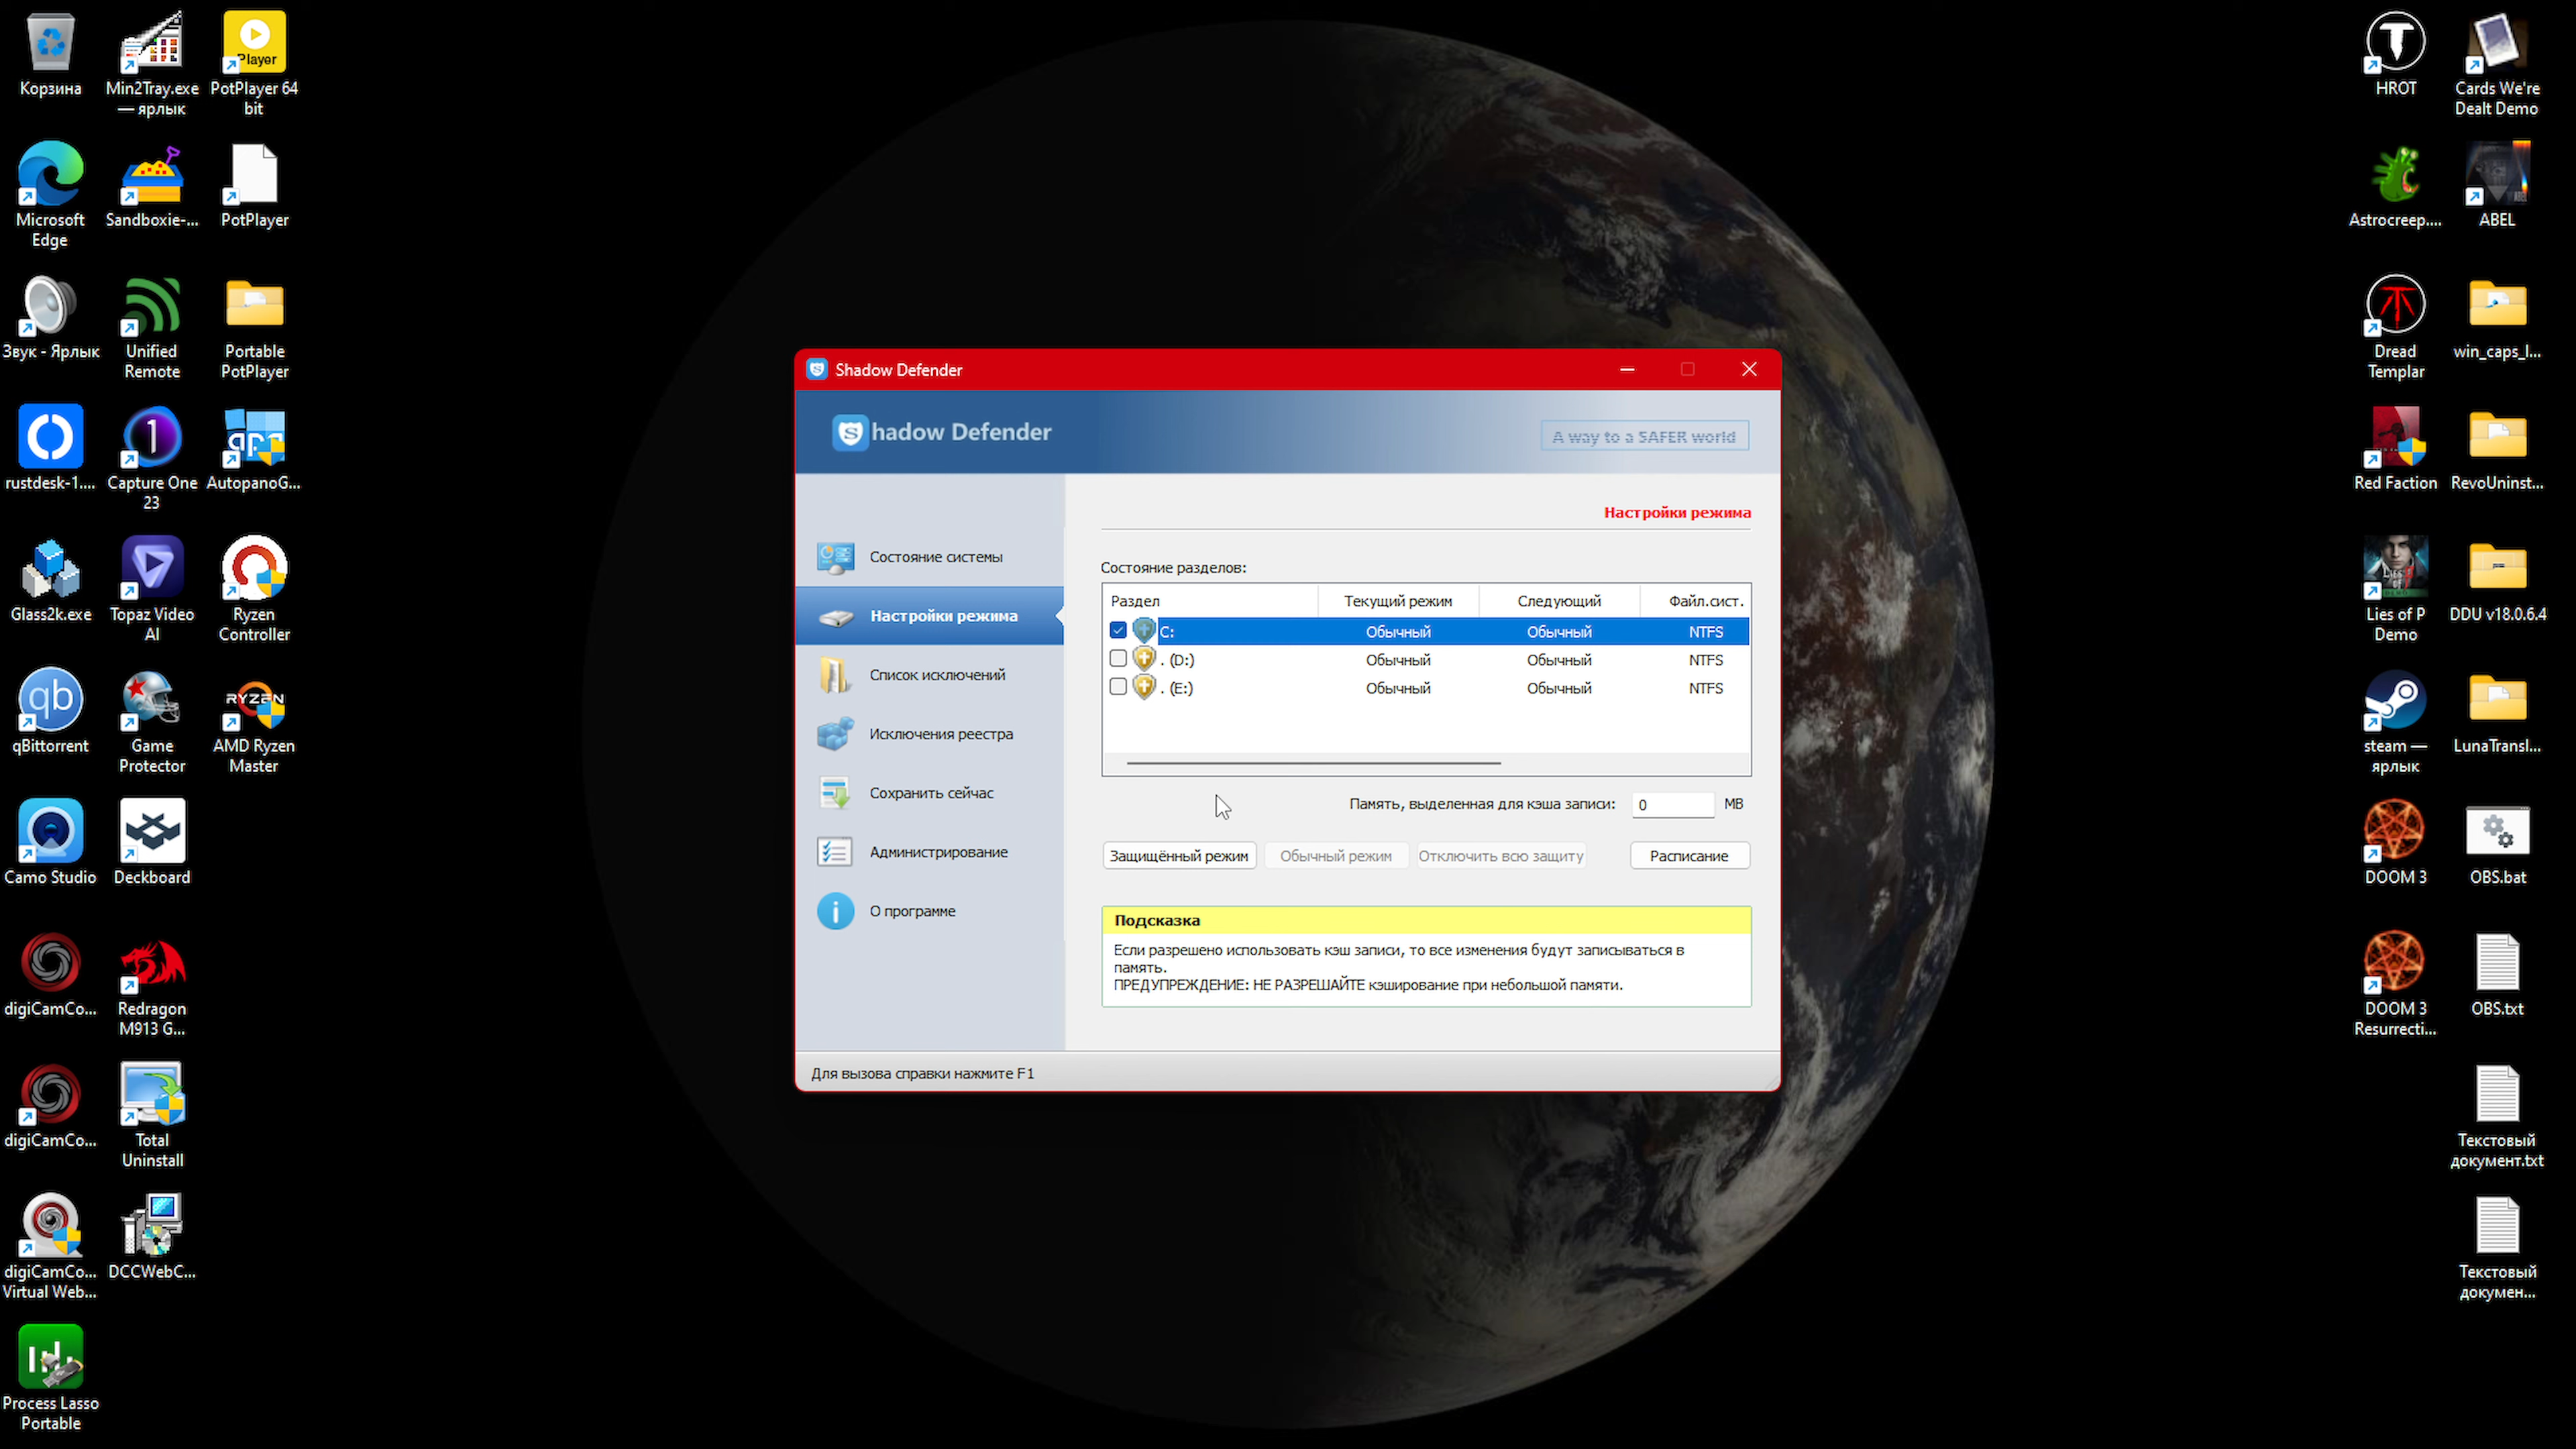 Корзина
Min2Tray.exe
— ярлык
Player
PotPlayer 64
bit
Microsoft
Edge
Sandboxie-...
PotPlayer
Звук - Ярлык
Unified
Remote
Portable
PotPlayer
rustdesk-1....
Capture One
23
AutopanoG...
Glass2k.exe
Topaz Video
AI
Ryzen
Controller
qb
qBittorrent
Game
Protector
RYZEN
AMD Ryzen
Master
Camo Studio
Deckboard
digiCamCo...
Redragon
M913 G...
digiCamCo...
Total
Uninstall
digiCamCo...
Virtual Web...
DCCWebC...
Process Lasso
Portable
Shadow Defender
Shadow Defender
A way to a SAFER world
Состояние системы
Настройки режима
Список исключений
Исключения реестра
Сохранить сейчас
Администрирование
О программе
Настройки режима
Состояние разделов:
Раздел Текущий режим Следующий Файл.сист.
C: Обычный Обычный NTFS
. (D:) Обычный Обычный NTFS
. (E:) Обычный Обычный NTFS
Память, выделенная для кэша записи: 0 MB
Защищённый режим Обычный режим Отключить всю защиту Расписание
Подсказка
Если разрешено использовать кэш записи, то все изменения будут записываться в
память.
ПРЕДУПРЕЖДЕНИЕ: НЕ РАЗРЕШАЙТЕ кэширование при небольшой памяти.
Для вызова справки нажмите F1
HROT
Cards We're
Dealt Demo
Astrocreep....
ABEL
Dread
Templar
win_caps_l...
Red Faction
RevoUninst...
Lies of P
Demo
DDU v18.0.6.4
steam —
ярлык
LunaTransl...
DOOM 3
OBS.bat
DOOM 3
Resurrecti...
OBS.txt
Текстовый
документ.txt
Текстовый
докумен...